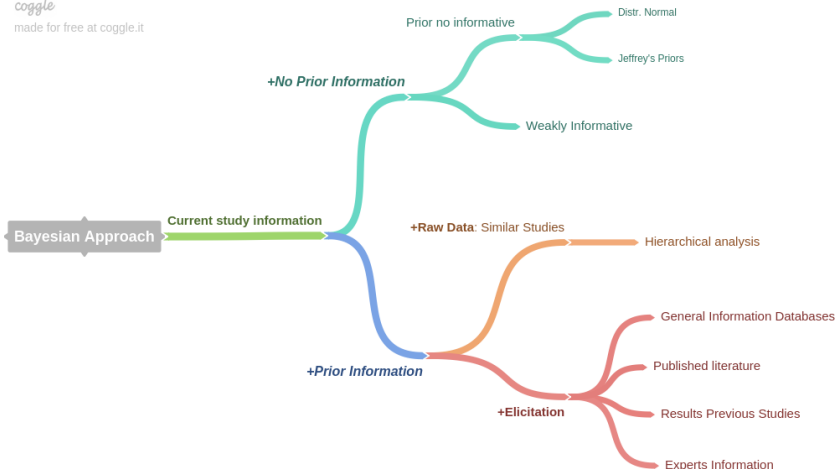 coggle
made for free at coggle.it
Prior no informative
Distr. Normal
Jeffrey's Priors
+No Prior Information
Weakly Informative
Current study information
Bayesian Approach
+Raw Data: Similar Studies
Hierarchical analysis
General Information Databases
+Prior Information
Published literature
+Elicitation
Results Previous Studies
Experts Information